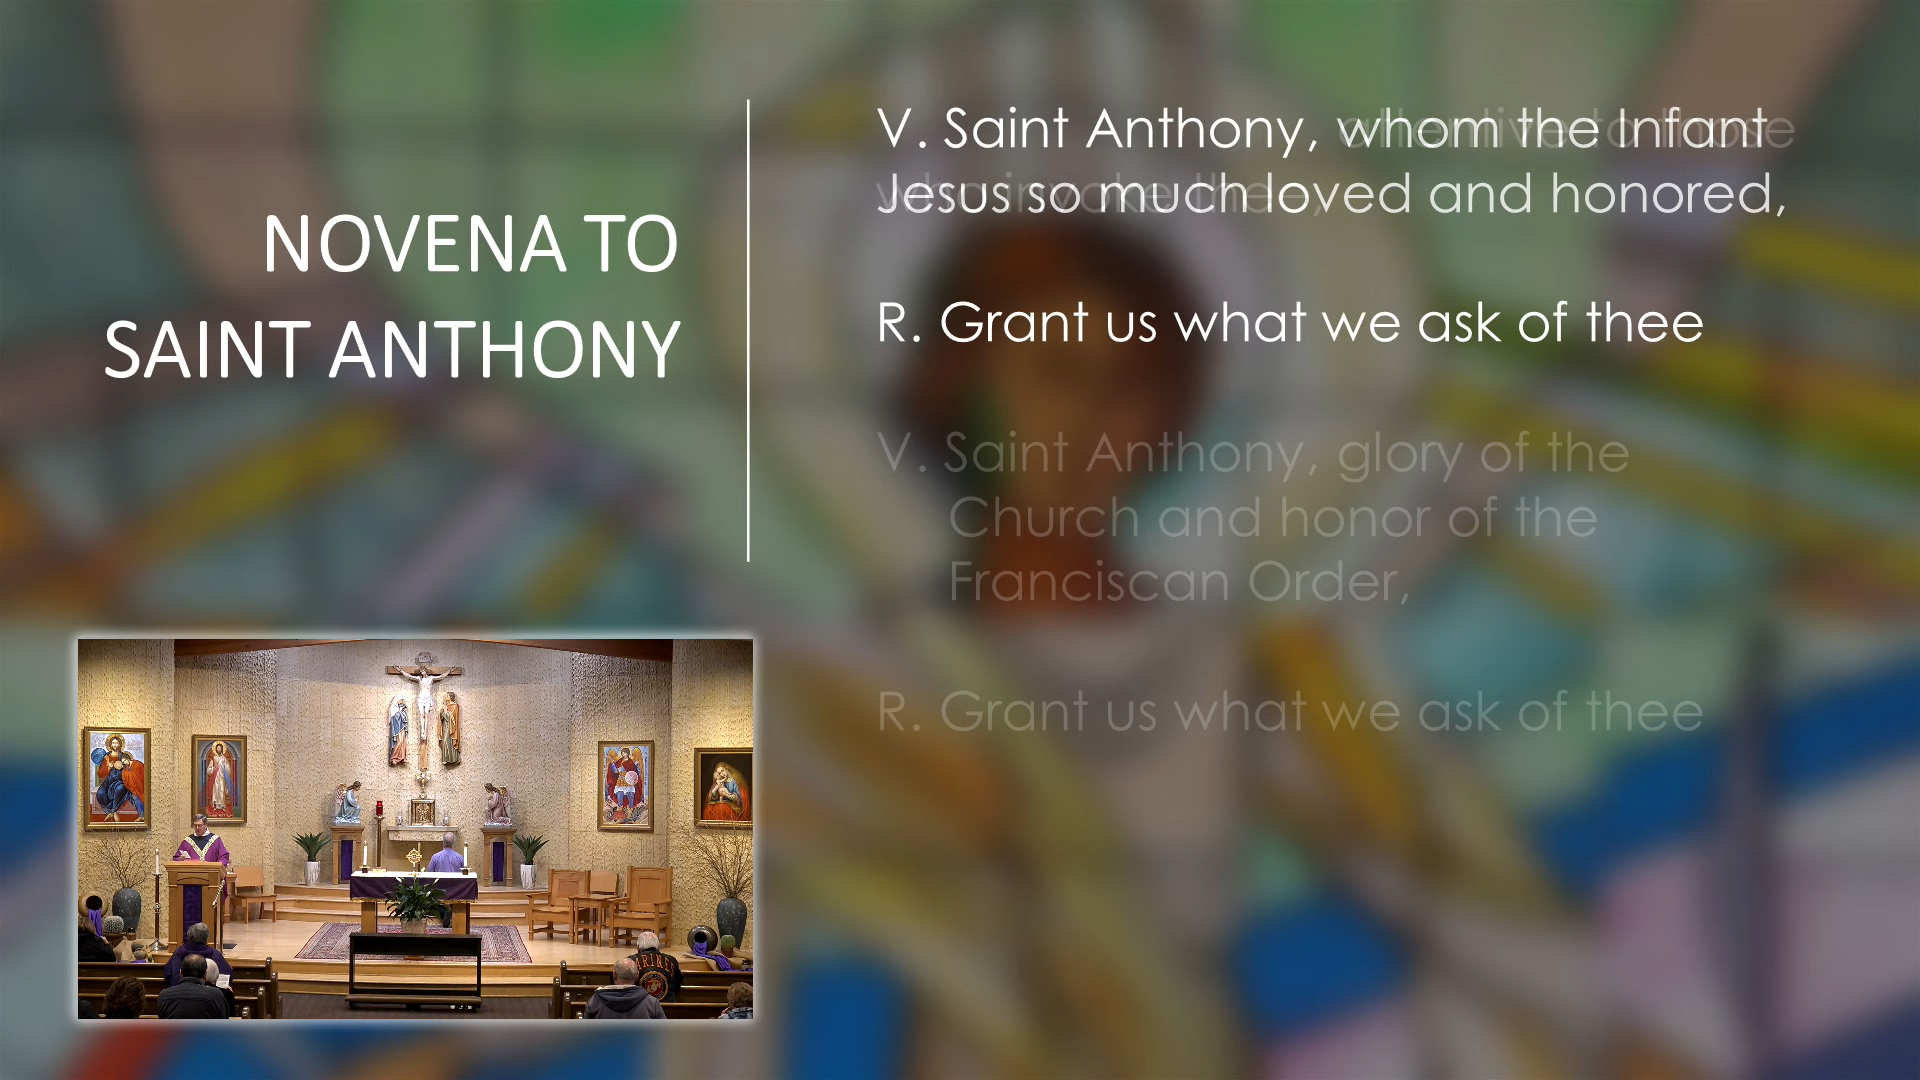 NOVENA TO
SAINT ANTHONY
V. Saint Anthony, whom the Infant
Jesus so much loved and honored,
R. Grant us what we ask of thee
V. Saint Anthony, glory of the
Church and honor of the
Franciscan Order,
R. Grant us what we ask of thee